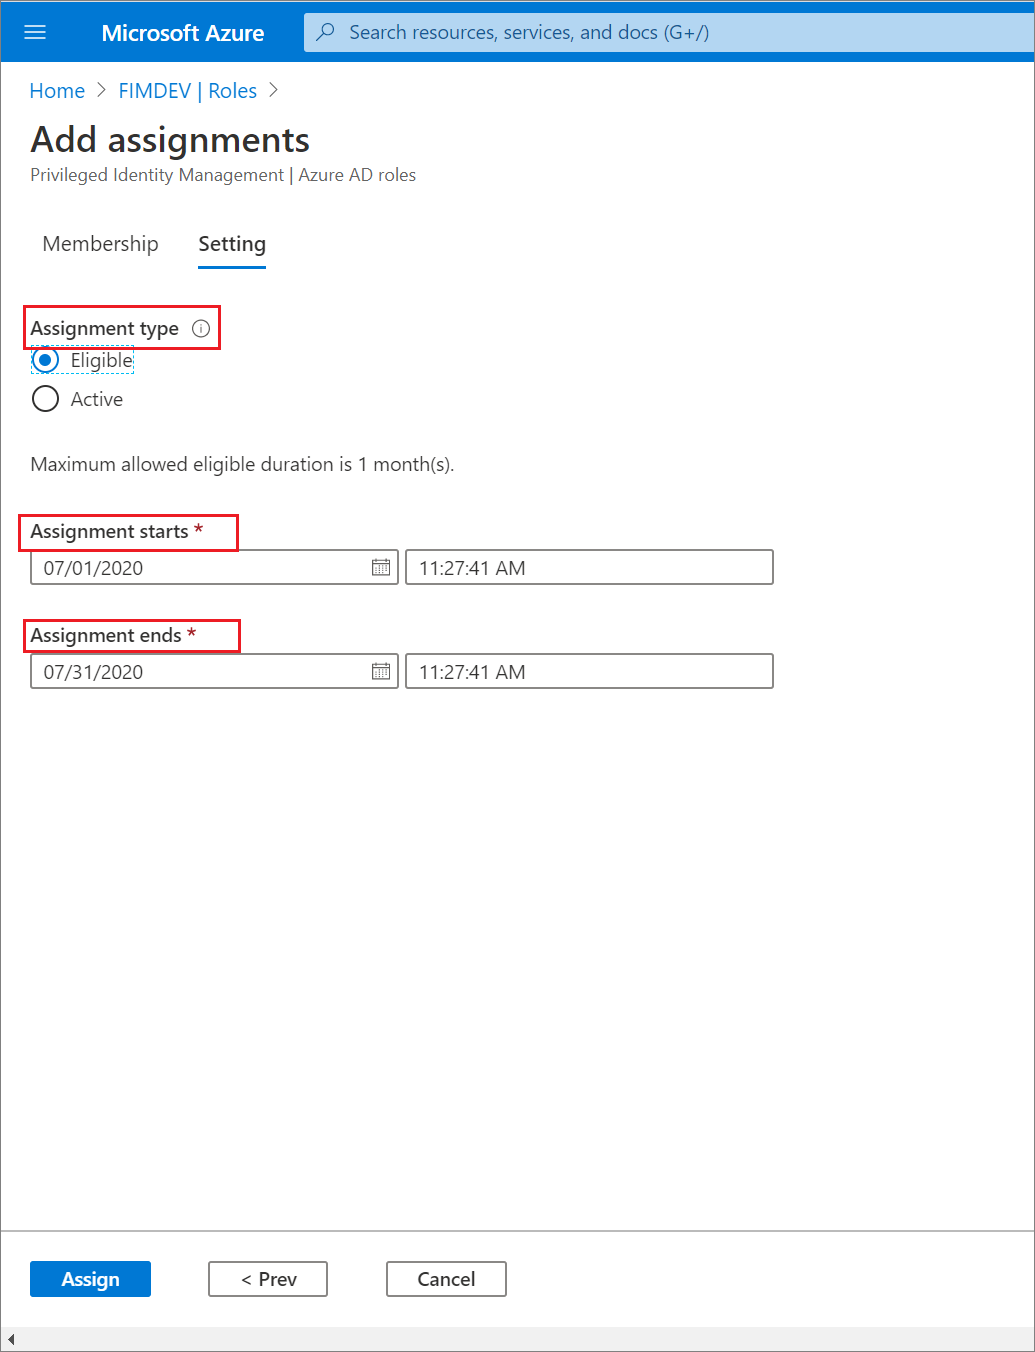 Microsoft Azure
Search resources, services, and docs (G+/)
Home > FIMDEV | Roles >
Add assignments
Privileged Identity Management | Azure AD roles
Membership Setting
Assignment type
Eligible
Active
Maximum allowed eligible duration is 1 month(s).
Assignment starts *
07/01/2020 11:27:41 AM
Assignment ends *
07/31/2020 11:27:41 AM
Assign < Prev Cancel